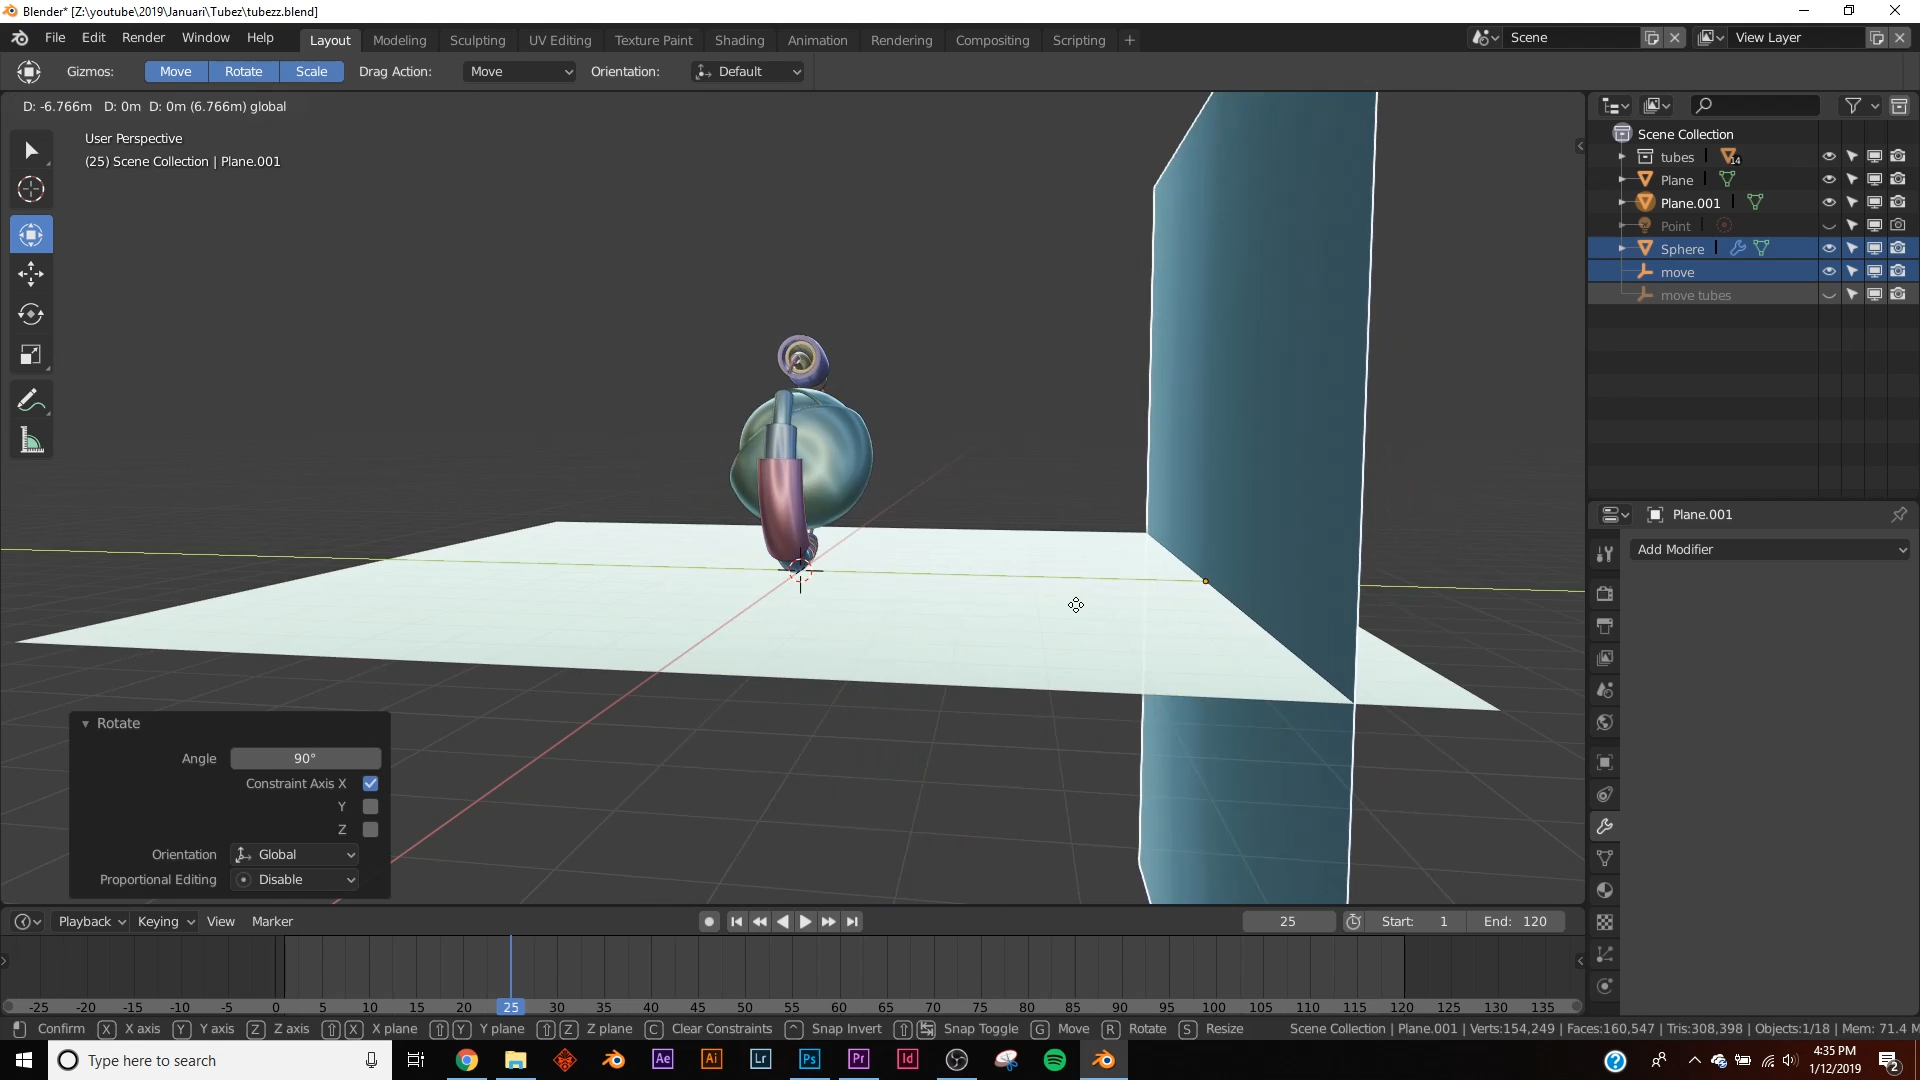 Blender* [Z:\youtube\2019\Januari\Tubez\tubezz.blend]
File Edit Render Window Help Layout Modeling Sculpting UV Editing Texture Paint Shading Animation Rendering Compositing Scripting + Scene View Layer
Gizmos: Move Rotate Scale Drag Action: Move Orientation: Default
D: -6.766m D: 0m D: 0m (6.766m) global
User Perspective
(25) Scene Collection | Plane.001
Scene Collection
tubes 14
Plane
Plane.001
Point
Sphere
move
move tubes
Plane.001
Add Modifier
Rotate
Angle 90°
Constraint Axis X
Y
Z
Orientation Global
Proportional Editing Disable
Playback Keying View Marker 25 Start: 1 End: 120
-25 -20 -15 -10 -5 0 5 10 15 20 25 30 35 40 45 50 55 60 65 70 75 80 85 90 95 100 105 110 115 120 125 130 135
Confirm X X axis Y Y axis Z Z axis X X plane Y Y plane Z Z plane C Clear Constraints Snap Invert Snap Toggle G Move R Rotate S Resize Scene Collection | Plane.001 | Verts:154,249 | Faces:160,547 | Tris:308,398 | Objects:1/18 | Mem: 71.4 M
Type here to search Ae Ai Lr Ps Pr Id 4:35 PM
1/12/2019 2